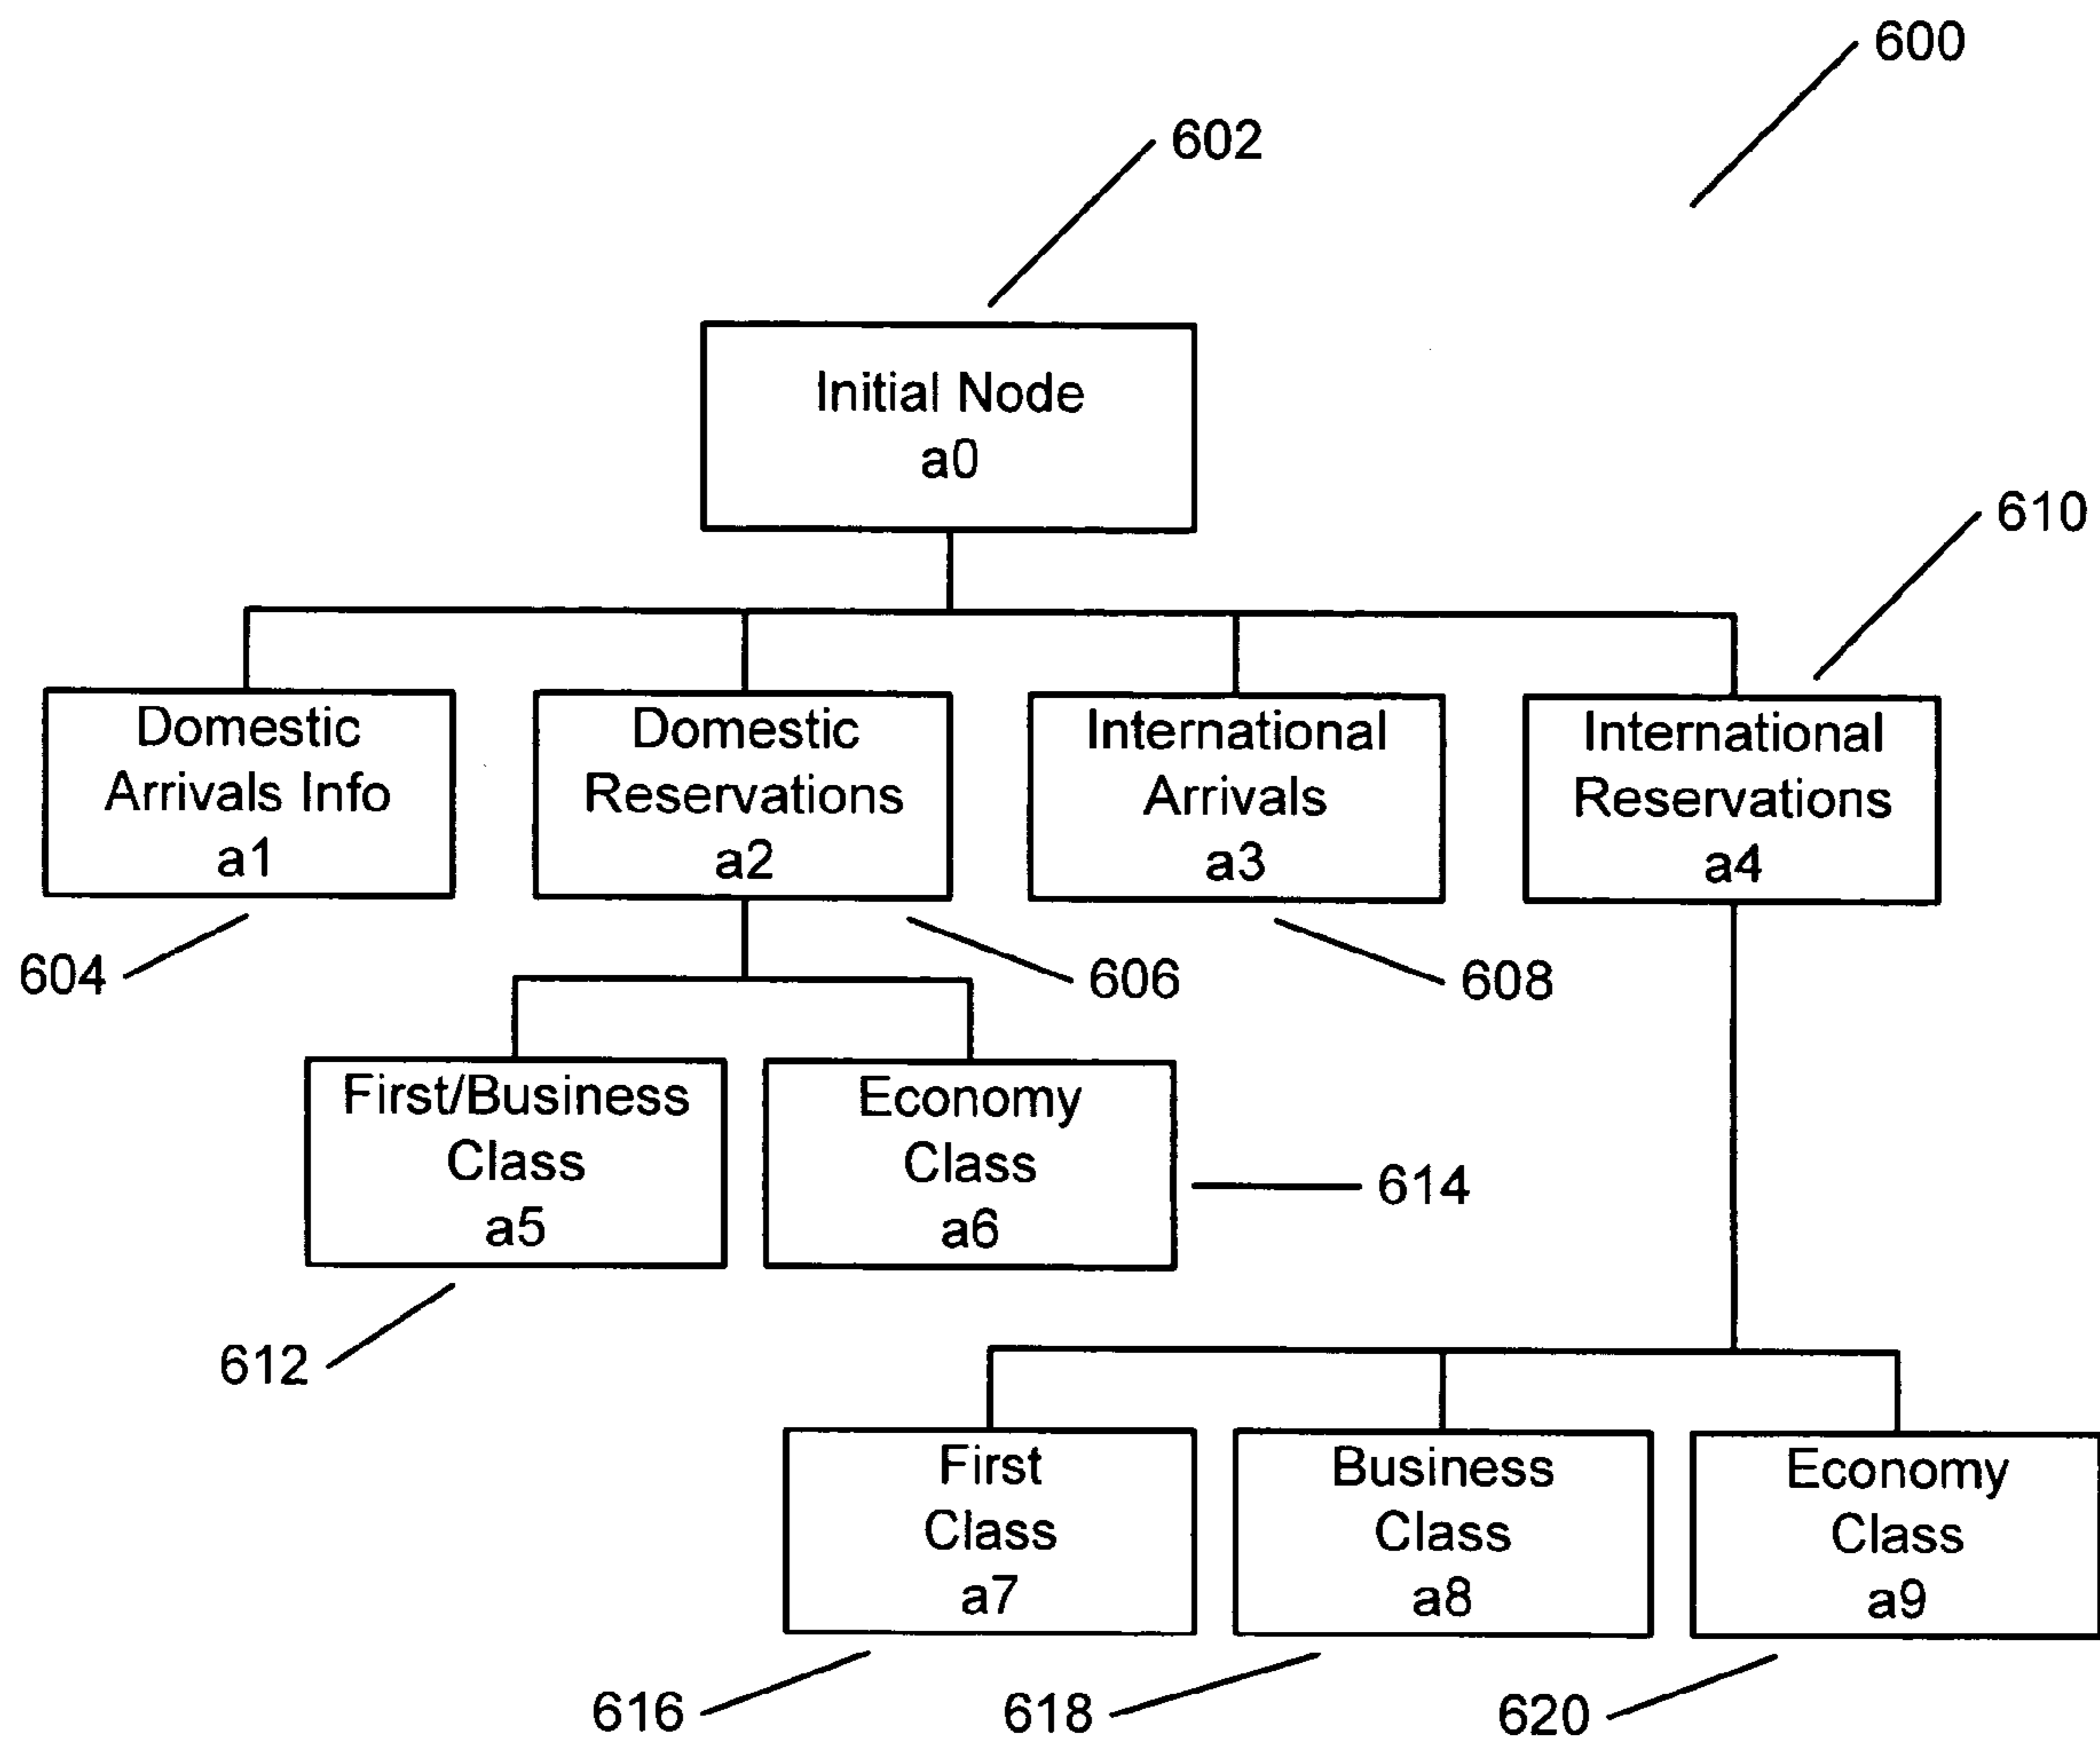 600
602
Initial Node
a0
610
Domestic
Arrivals Info
a1
Domestic
Reservations
a2
International
Arrivals
a3
International
Reservations
a4
604
606
608
First/Business
Class
a5
Economy
Class
a6
614
612
First
Class
a7
Business
Class
a8
Economy
Class
a9
616
618
620